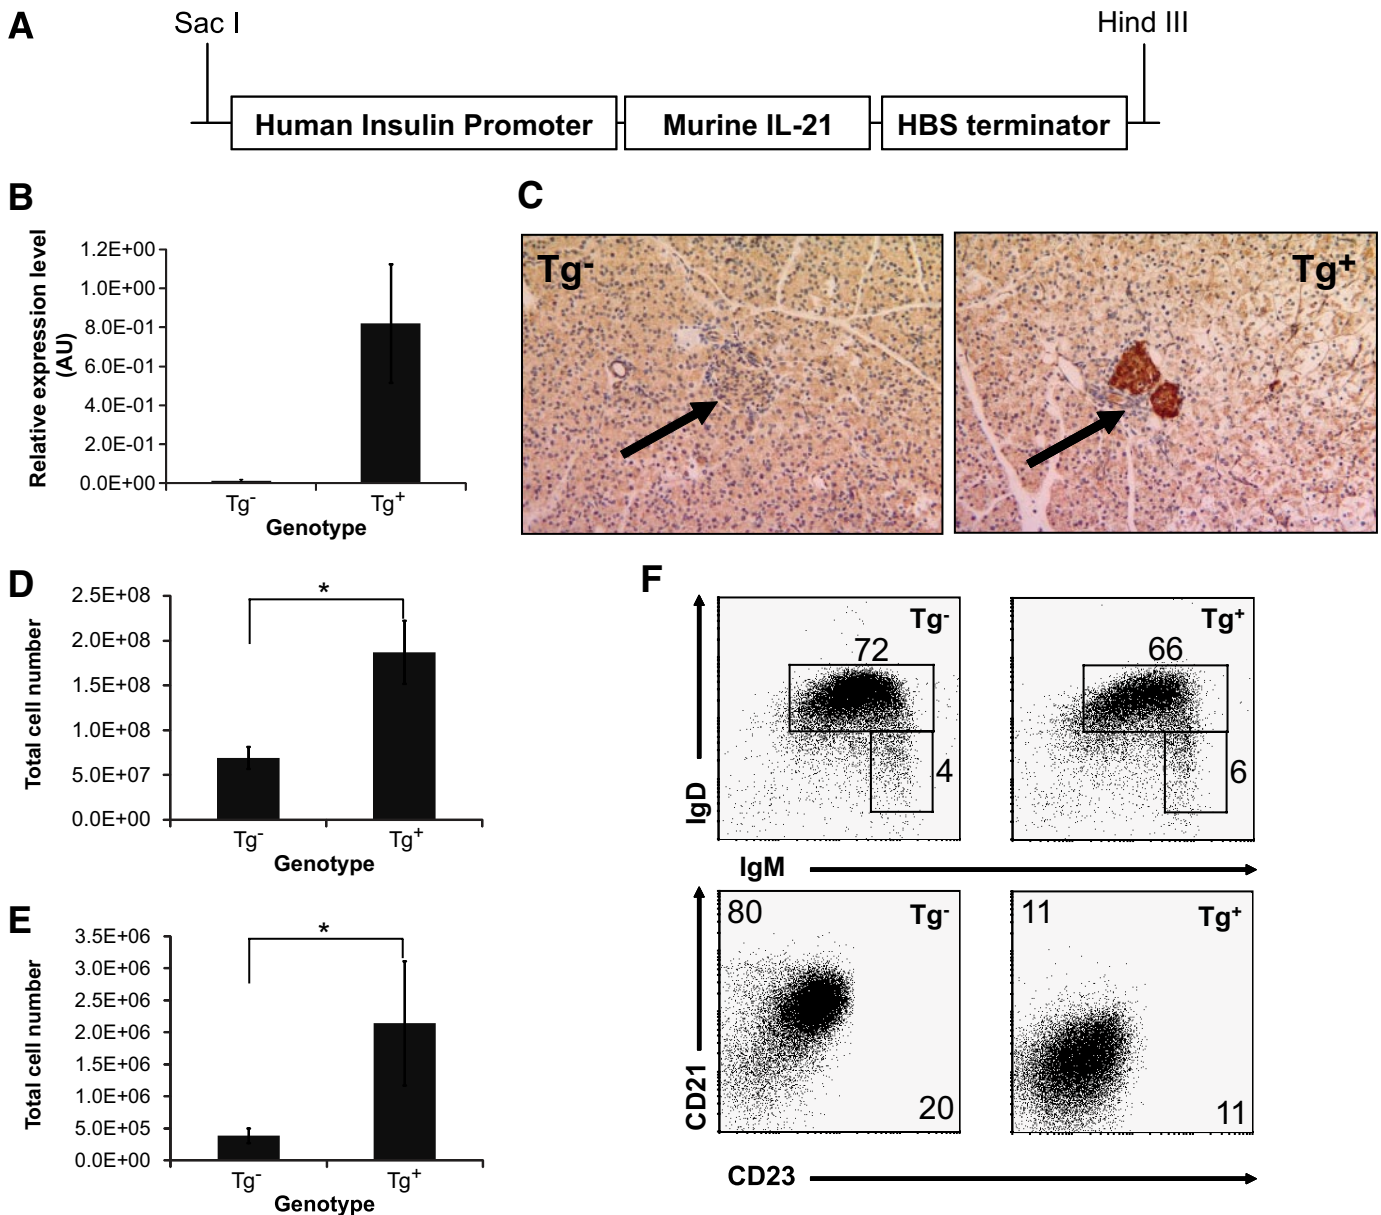 A
Sac I
Hind III
Human Insulin Promoter
Murine IL-21
HBS terminator
B
Relative expression level
(AU)
1.2E+00
1.0E+00
8.0E-01
6.0E-01
4.0E-01
2.0E-01
0.0E+00
Tg-
Tg+
Genotype
C
Tg-
Tg+
D
Total cell number
2.5E+08
2.0E+08
1.5E+08
1.0E+08
5.0E+07
0.0E+00
*
Tg-
Tg+
Genotype
E
Total cell number
3.5E+06
3.0E+06
2.5E+06
2.0E+06
1.5E+06
1.0E+06
5.0E+05
0.0E+00
*
Tg-
Tg+
Genotype
F
Tg-
72
4
Tg+
66
6
IgD
IgM
80
Tg-
20
11
Tg+
11
CD21
CD23